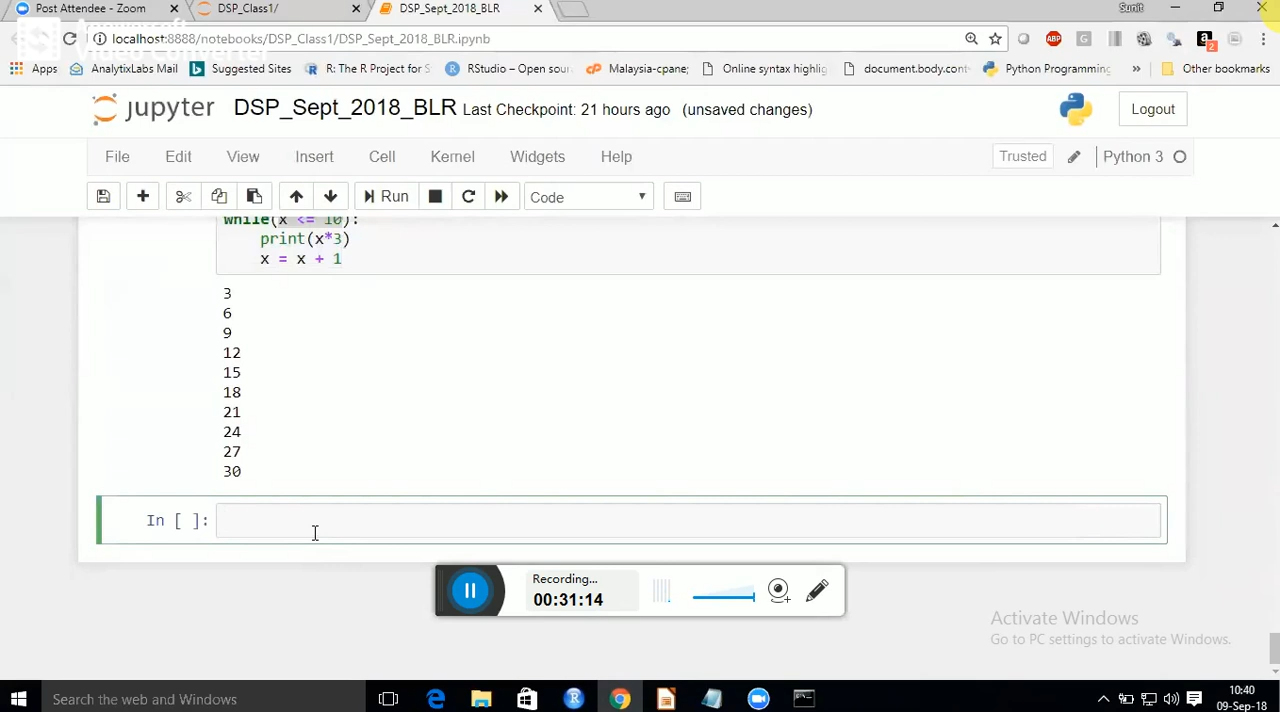 Post Attendee - Zoom
DSP_Class1/
DSP_Sept_2018_BLR
Sunit
localhost:8888/notebooks/DSP_Class1/DSP_Sept_2018_BLR.ipynb
Apps
AnalytixLabs Mail
Suggested Sites
R: The R Project for S
RStudio – Open sour
Malaysia-cpane;
Online syntax highlig
document.body.cont
Python Programming
»
Other bookmarks
jupyter
DSP_Sept_2018_BLR Last Checkpoint: 21 hours ago (unsaved changes)
Logout
File Edit View Insert Cell Kernel Widgets Help
Trusted
Python 3
Run
Code
while(x <= 10):
print(x*3)
x = x + 1
3
6
9
12
15
18
21
24
27
30
In [ ]:
Recording...
00:31:14
Activate Windows
Go to PC settings to activate Windows.
Search the web and Windows
10:40
09-Sep-18